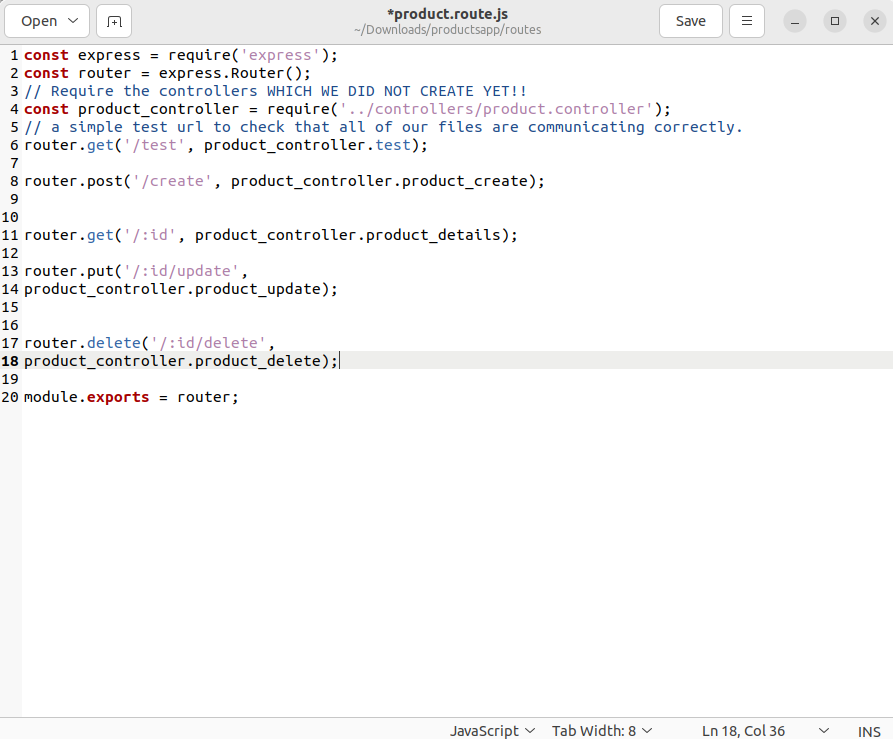 Open
*product.route.js
~/Downloads/productsapp/routes
Save
1 const express = require('express');
2 const router = express.Router();
3 // Require the controllers WHICH WE DID NOT CREATE YET!!
4 const product_controller = require('../controllers/product.controller');
5 // a simple test url to check that all of our files are communicating correctly.
6 router.get('/test', product_controller.test);
7
8 router.post('/create', product_controller.product_create);
9
10
11 router.get('/:id', product_controller.product_details);
12
13 router.put('/:id/update',
14 product_controller.product_update);
15
16
17 router.delete('/:id/delete',
18 product_controller.product_delete);
19
20 module.exports = router;
JavaScript
Tab Width: 8
Ln 18, Col 36
INS